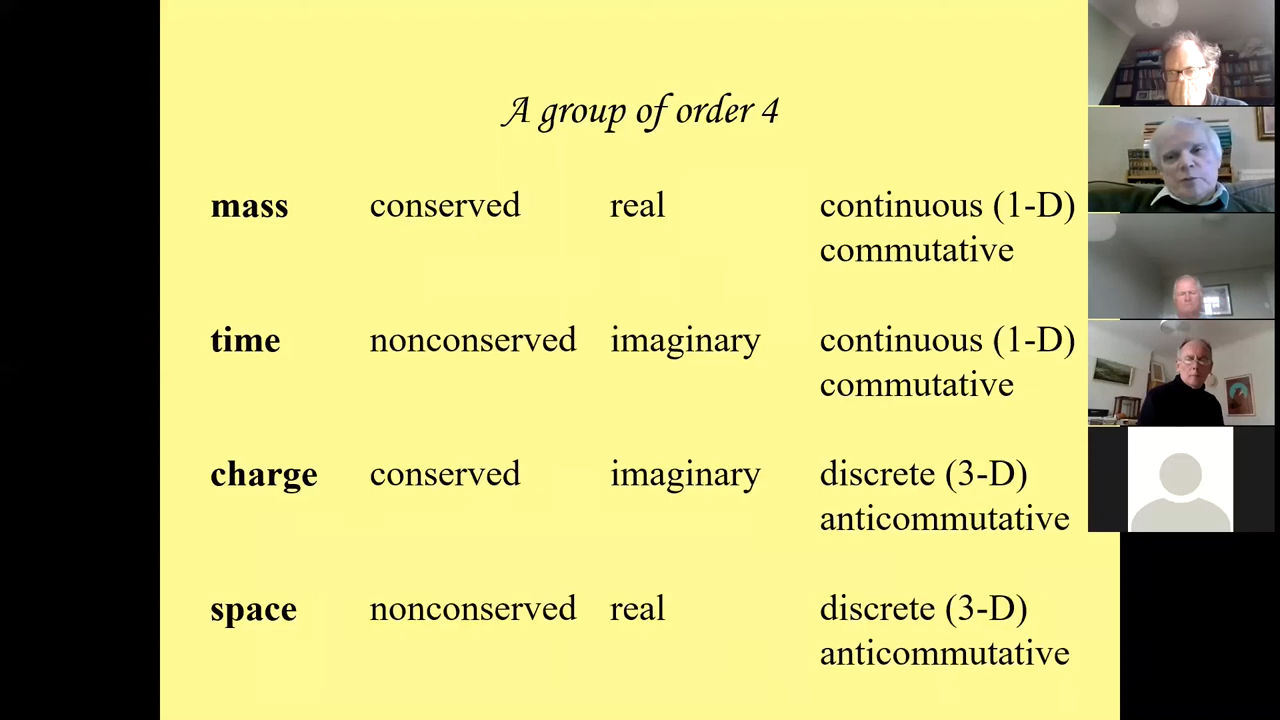 A group of order 4
mass conserved real continuous (1-D)
commutative
time nonconserved imaginary continuous (1-D)
commutative
charge conserved imaginary discrete (3-D)
anticommutative
space nonconserved real discrete (3-D)
anticommutative